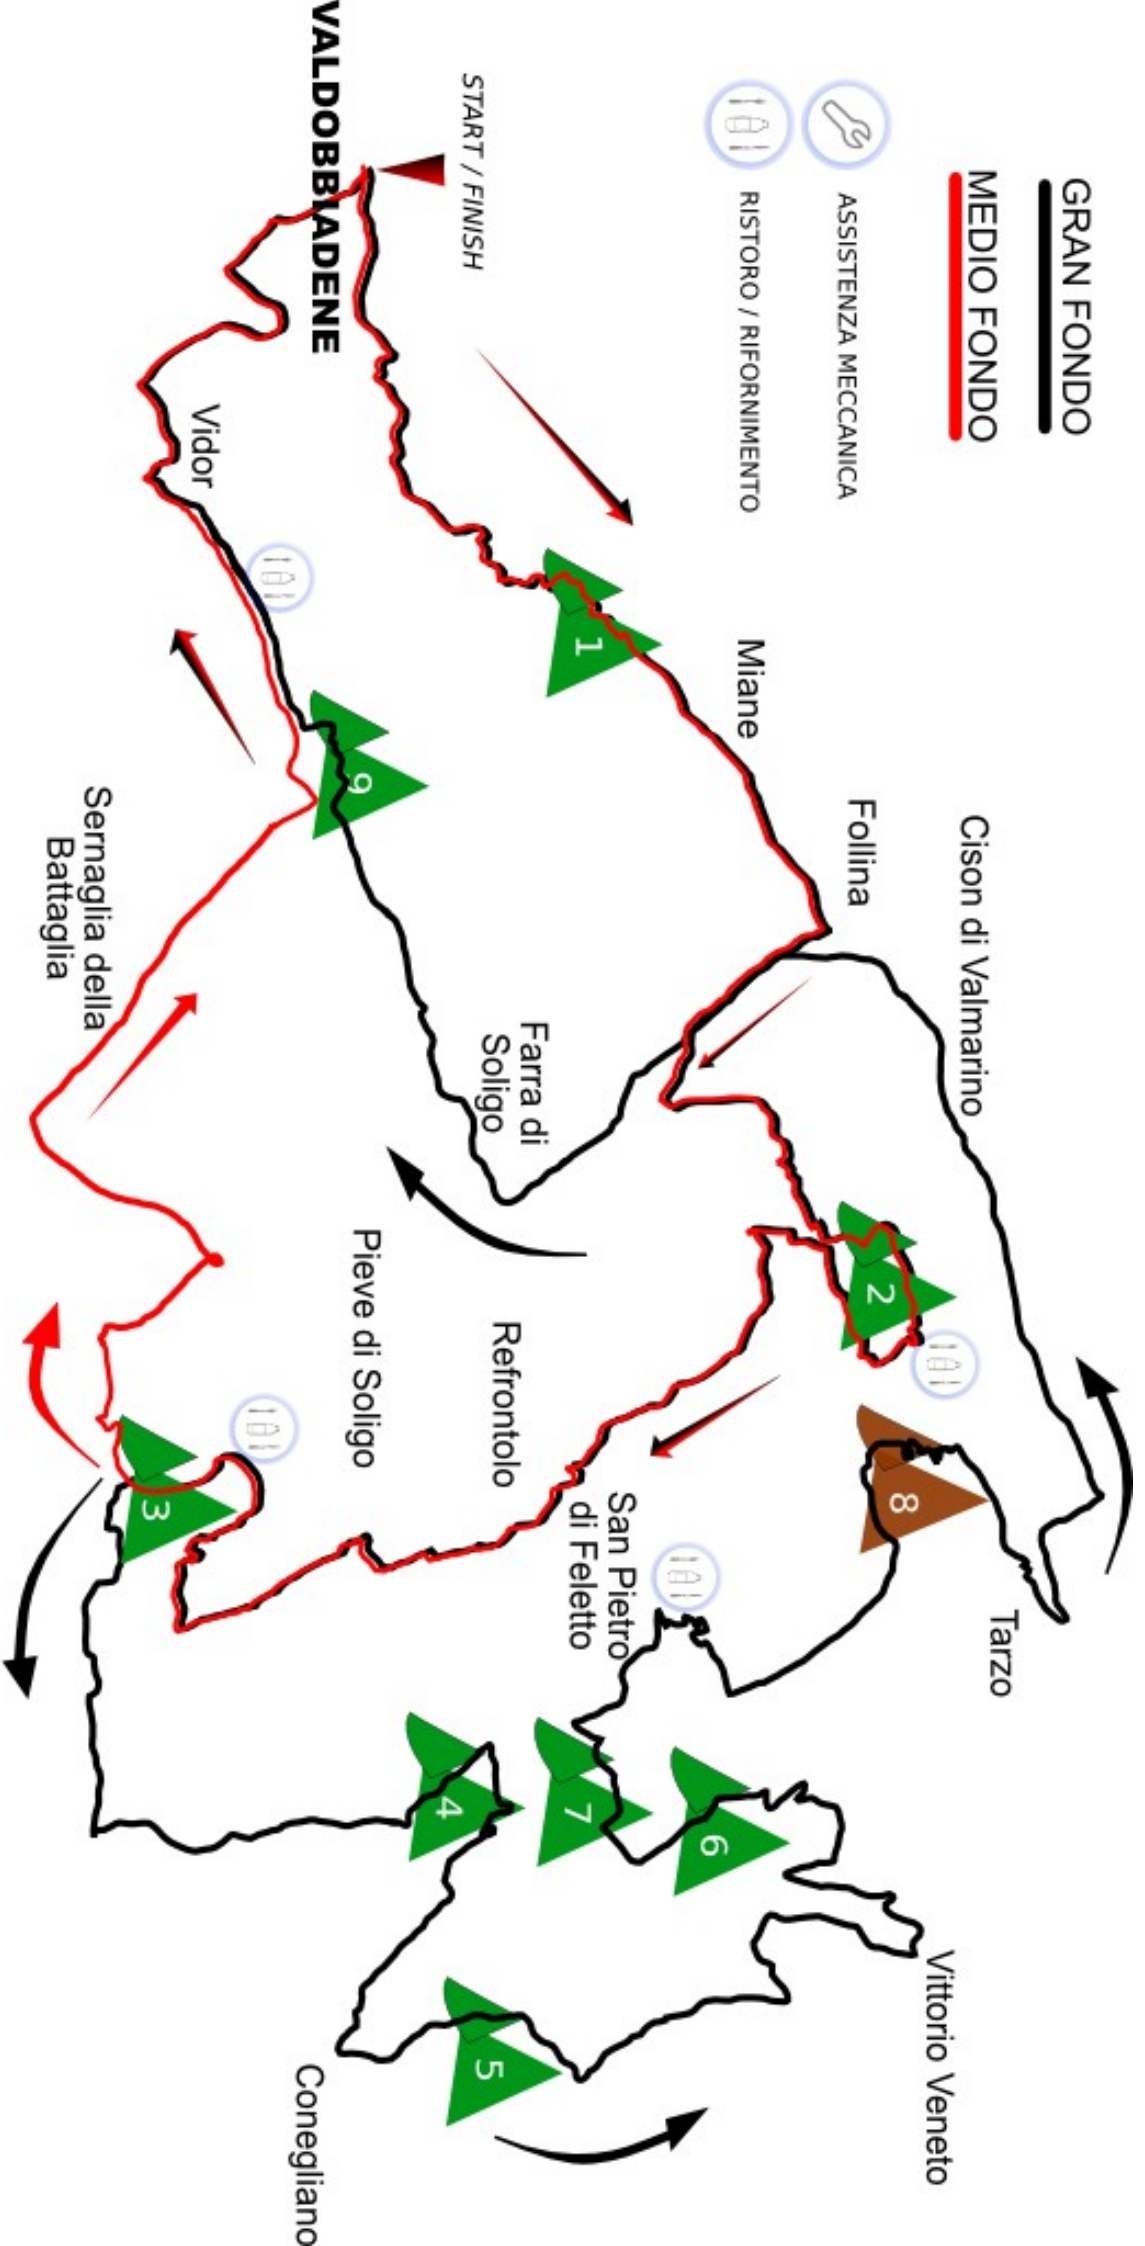 GRAN FONDO
MEDIO FONDO
ASSISTENZA MECCANICA
RISTORO / RIFORNIMENTO
START / FINISH
VALDOBBIADENE
Cison di Valmarino
Follina
Miane
1
Vidor
9
Sernaglia della
Battaglia
Farra di
Soligo
2
8
Tarzo
Refrontolo
Pieve di Soligo
San Pietro
di Feletto
3
4
7
6
5
Vittorio Veneto
Conegliano